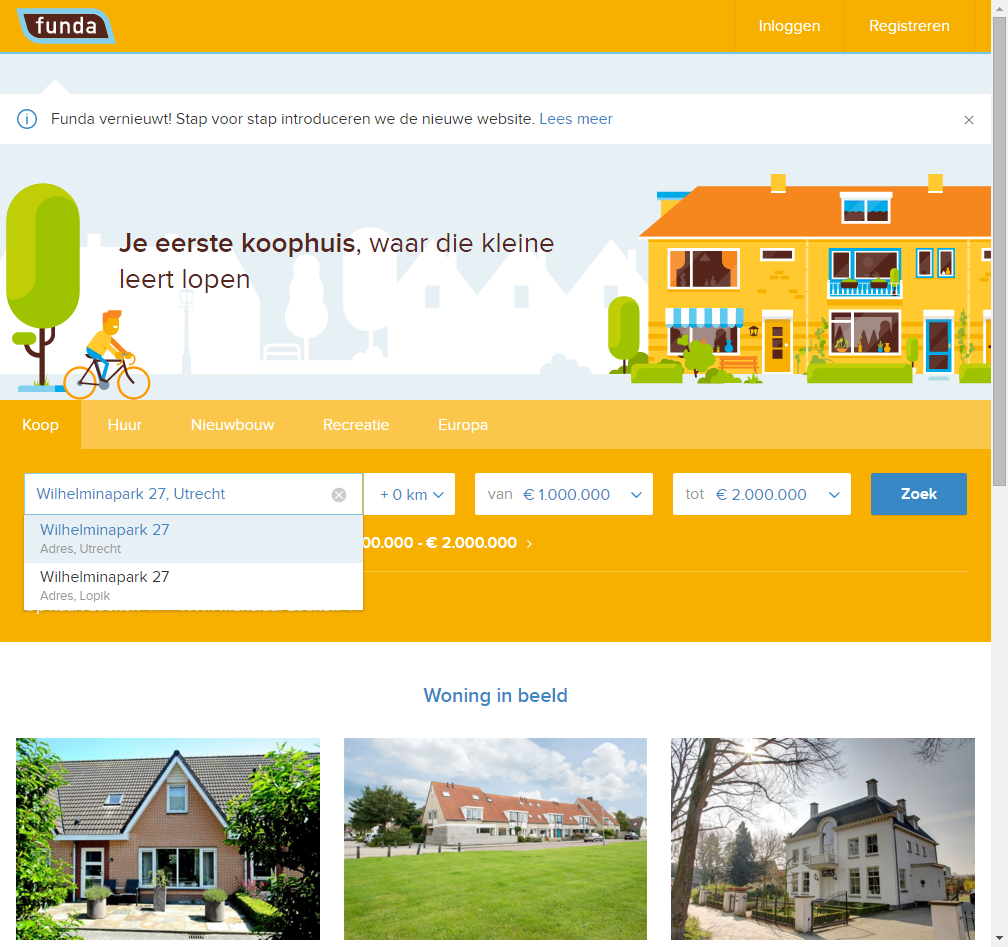 funda
Inloggen
Registreren
Funda vernieuwt! Stap voor stap introduceren we de nieuwe website. Lees meer
Je eerste koophuis, waar die kleine
leert lopen
Koop
Huur
Nieuwbouw
Recreatie
Europa
Wilhelminapark 27, Utrecht
+ 0 km
van € 1.000.000
tot € 2.000.000
Zoek
Wilhelminapark 27
Adres, Utrecht
00.000 - € 2.000.000
Wilhelminapark 27
Adres, Lopik
Woning in beeld